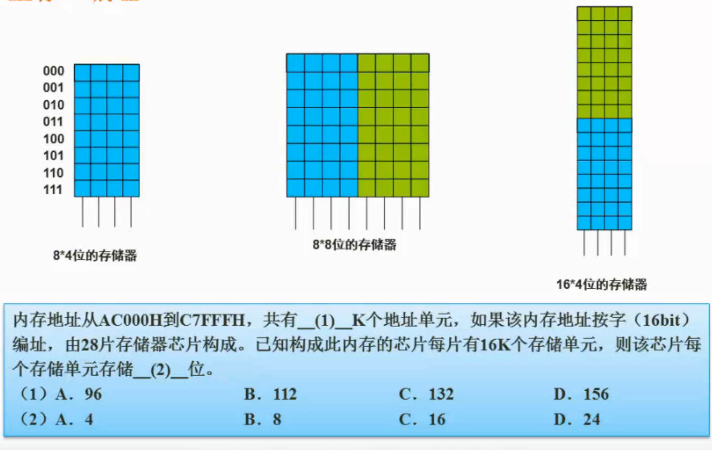 000
001
010
011
100
101
110
111
8*4位的存储器
8*8位的存储器
16*4位的存储器
内存地址从AC000H到C7FFFH，共有__(1)__K个地址单元，如果该内存地址按字（16bit）
编址，由28片存储器芯片构成。已知构成此内存的芯片每片有16K个存储单元，则该芯片每
个存储单元存储__(2)__位。
（1）A．96 B．112 C．132 D．156
（2）A．4 B．8 C．16 D．24